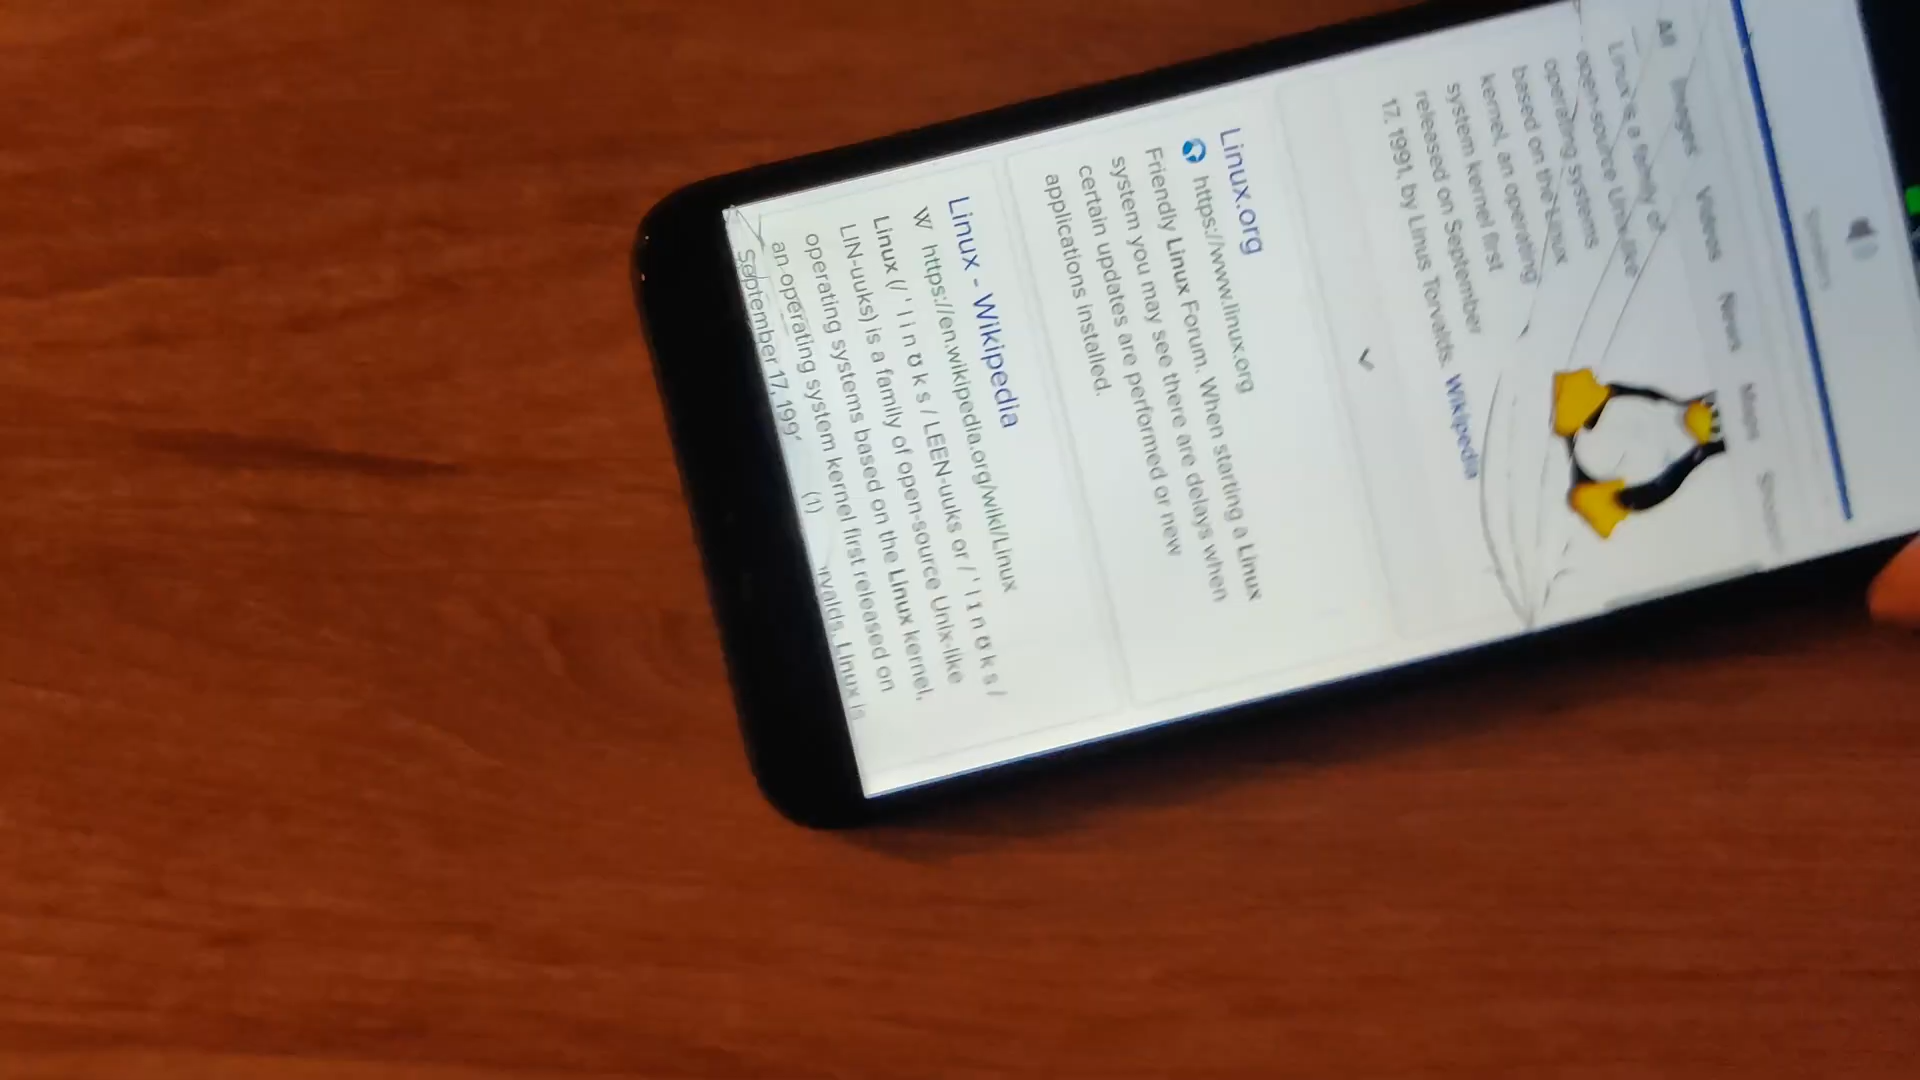 All Images Videos News Maps
Linux is a family of
open-source Unix-like
operating systems
based on the Linux
kernel, an operating
system kernel first
released on September
17, 1991, by Linus Torvalds. Wikipedia
Linux.org
https://www.linux.org
Friendly Linux Forum. When starting a Linux
system you may see there are delays when
certain updates are performed or new
applications installed.
Linux - Wikipedia
W https://en.wikipedia.org/wiki/Linux
Linux (/ ˈ l i n ʊ k s / LEEN-uuks or / ˈ l ɪ n ʊ k s /
LIN-uuks) is a family of open-source Unix-like
operating systems based on the Linux kernel,
an operating system kernel first released on
September 17, 199 (1) rvalds. Linux is